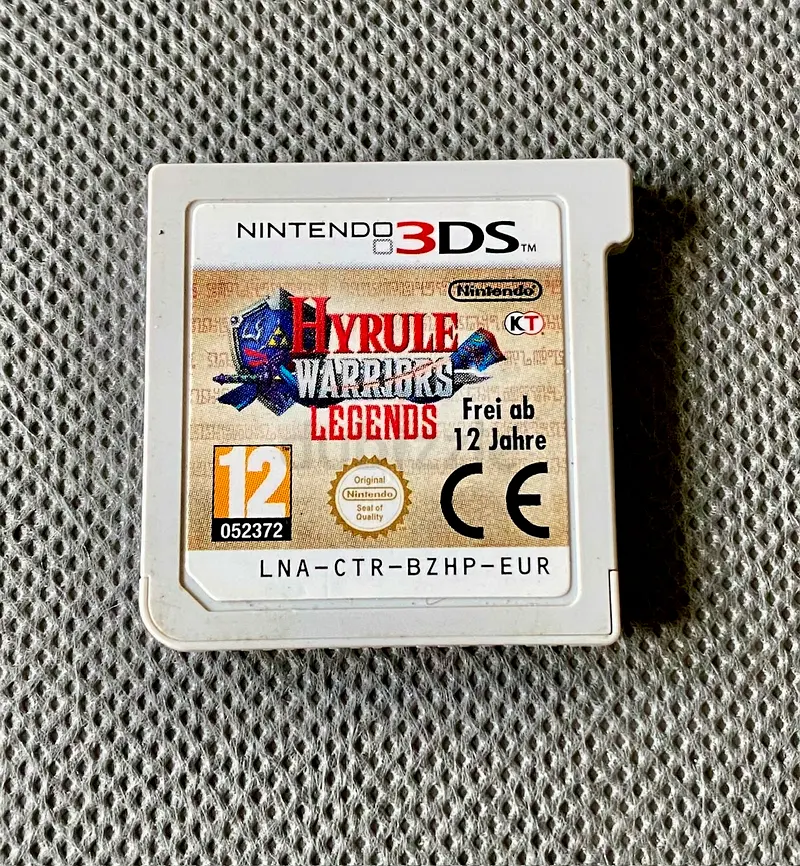 NINTENDO 3DS™
Nintendo®
KT
HYRULE
WARRIORS
LEGENDS
Frei ab
12 Jahre
12
052372
Original
Nintendo
Seal of
Quality
CE
LNA-CTR-BZHP-EUR